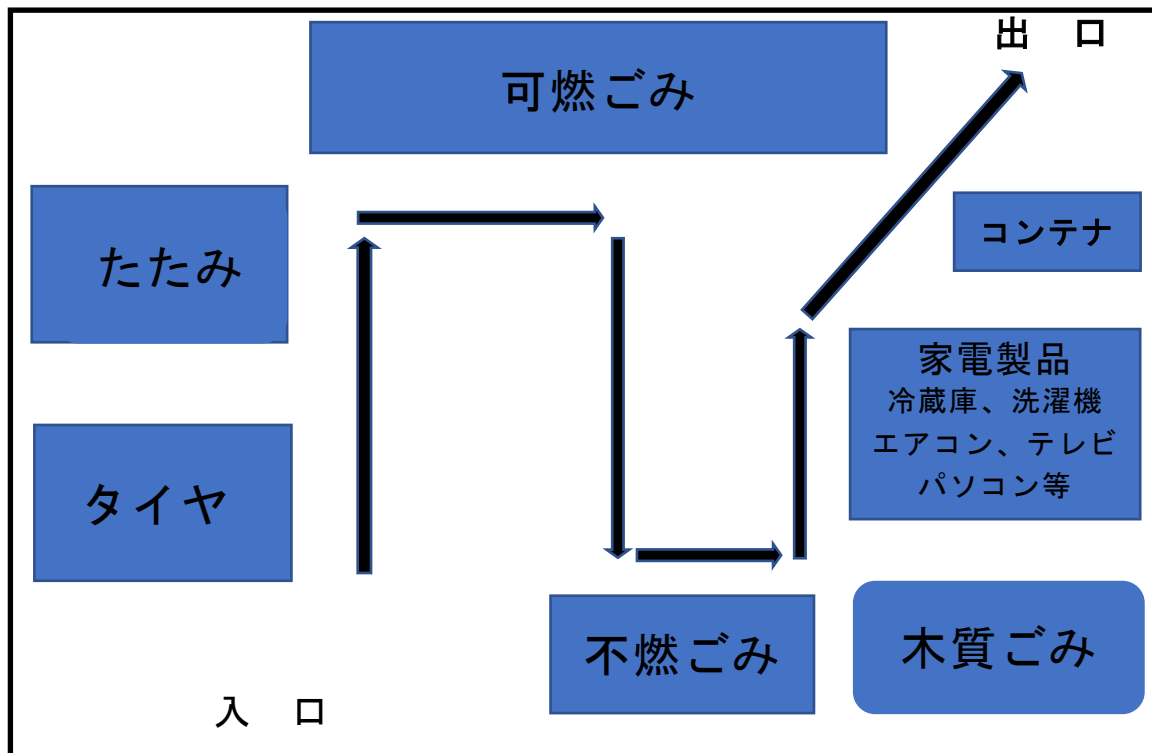 出 口
可燃ごみ
たたみ
コンテナ
家電製品
冷蔵庫、洗濯機
エアコン、テレビ
パソコン等
タイヤ
不燃ごみ
木質ごみ
入 口